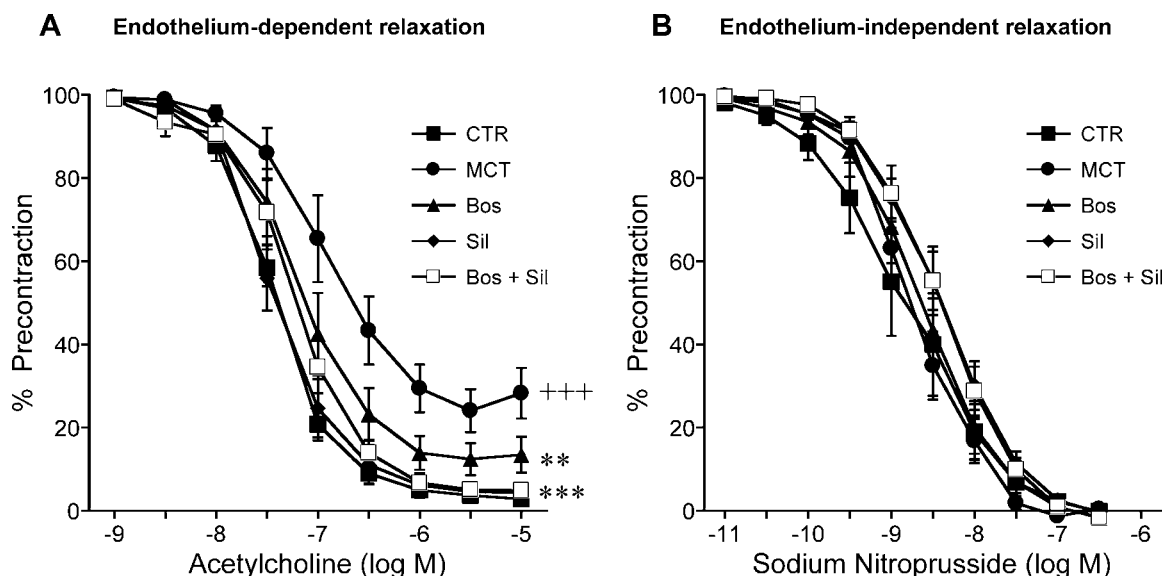 A Endothelium-dependent relaxation
% Precontraction
100
80
60
40
20
0
CTR
MCT
Bos
Sil
Bos + Sil
+++
**
***
-9 -8 -7 -6 -5
Acetylcholine (log M)
B Endothelium-independent relaxation
% Precontraction
100
80
60
40
20
0
CTR
MCT
Bos
Sil
Bos + Sil
-11 -10 -9 -8 -7 -6
Sodium Nitroprusside (log M)